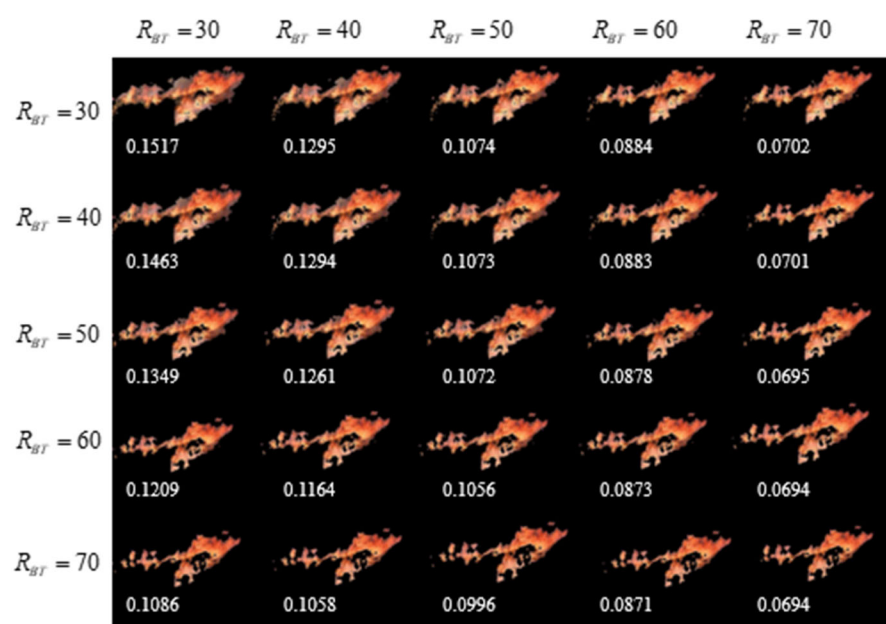 R_BT = 30 R_BT = 40 R_BT = 50 R_BT = 60 R_BT = 70
R_BT = 30 0.1517 0.1295 0.1074 0.0884 0.0702
R_BT = 40 0.1463 0.1294 0.1073 0.0883 0.0701
R_BT = 50 0.1349 0.1261 0.1072 0.0878 0.0695
R_BT = 60 0.1209 0.1164 0.1056 0.0873 0.0694
R_BT = 70 0.1086 0.1058 0.0996 0.0871 0.0694